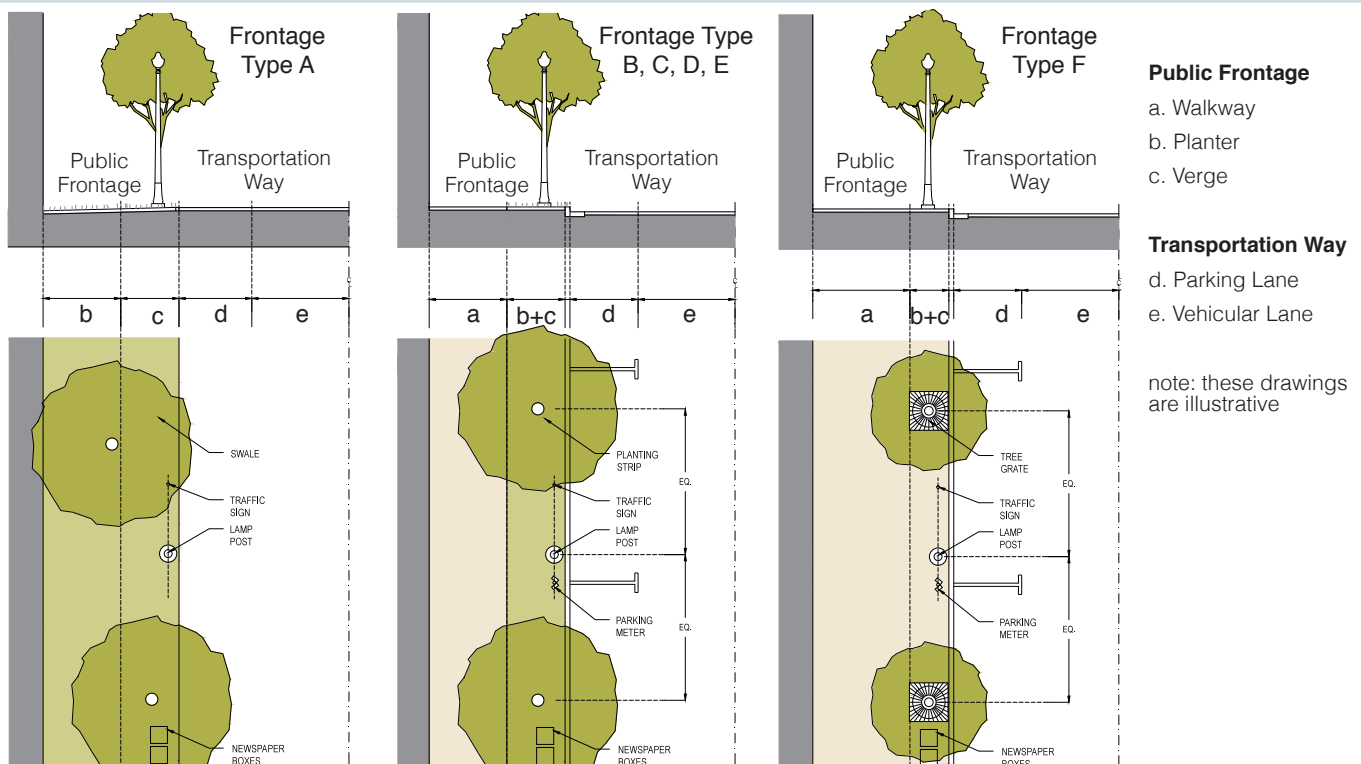 Frontage
Type A
Public
Frontage
Transportation
Way
b
c
d
e
SWALE
TRAFFIC
SIGN
LAMP
POST
NEWSPAPER
BOXES
Frontage Type
B, C, D, E
Public
Frontage
Transportation
Way
a
b+c
d
e
PLANTING
STRIP
EQ.
TRAFFIC
SIGN
LAMP
POST
PARKING
METER
EQ.
NEWSPAPER
BOXES
Frontage
Type F
Public
Frontage
Transportation
Way
a
b+c
d
e
TREE
GRATE
EQ.
TRAFFIC
SIGN
LAMP
POST
PARKING
METER
EQ.
NEWSPAPER
BOXES
Public Frontage
a. Walkway
b. Planter
c. Verge
Transportation Way
d. Parking Lane
e. Vehicular Lane
note: these drawings
are illustrative